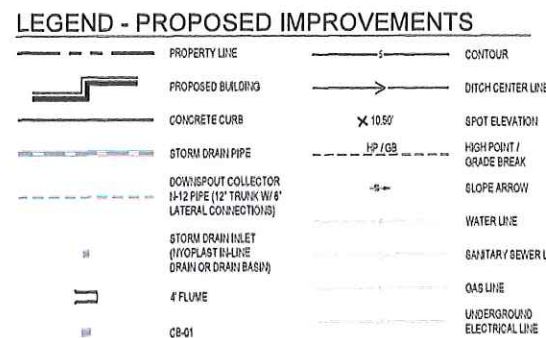 LEGEND - PROPOSED IMPROVEMENTS
PROPERTY LINE
PROPOSED BUILDING
CONCRETE CURB
STORM DRAIN PIPE
DOWNSPOUT COLLECTOR
N-12 PIPE (12" TRUNK W/ 6"
LATERAL CONNECTIONS)
STORM DRAIN INLET
(NYOPLAST IN-LINE
DRAIN OR DRAIN BASIN)
4' FLUME
CB-01
S
CONTOUR
DITCH CENTER LINE
10.50'
SPOT ELEVATION
HP / GB
HIGH POINT /
GRADE BREAK
SLOPE ARROW
WATER LINE
SANITARY SEWER L
GAS LINE
UNDERGROUND
ELECTRICAL LINE